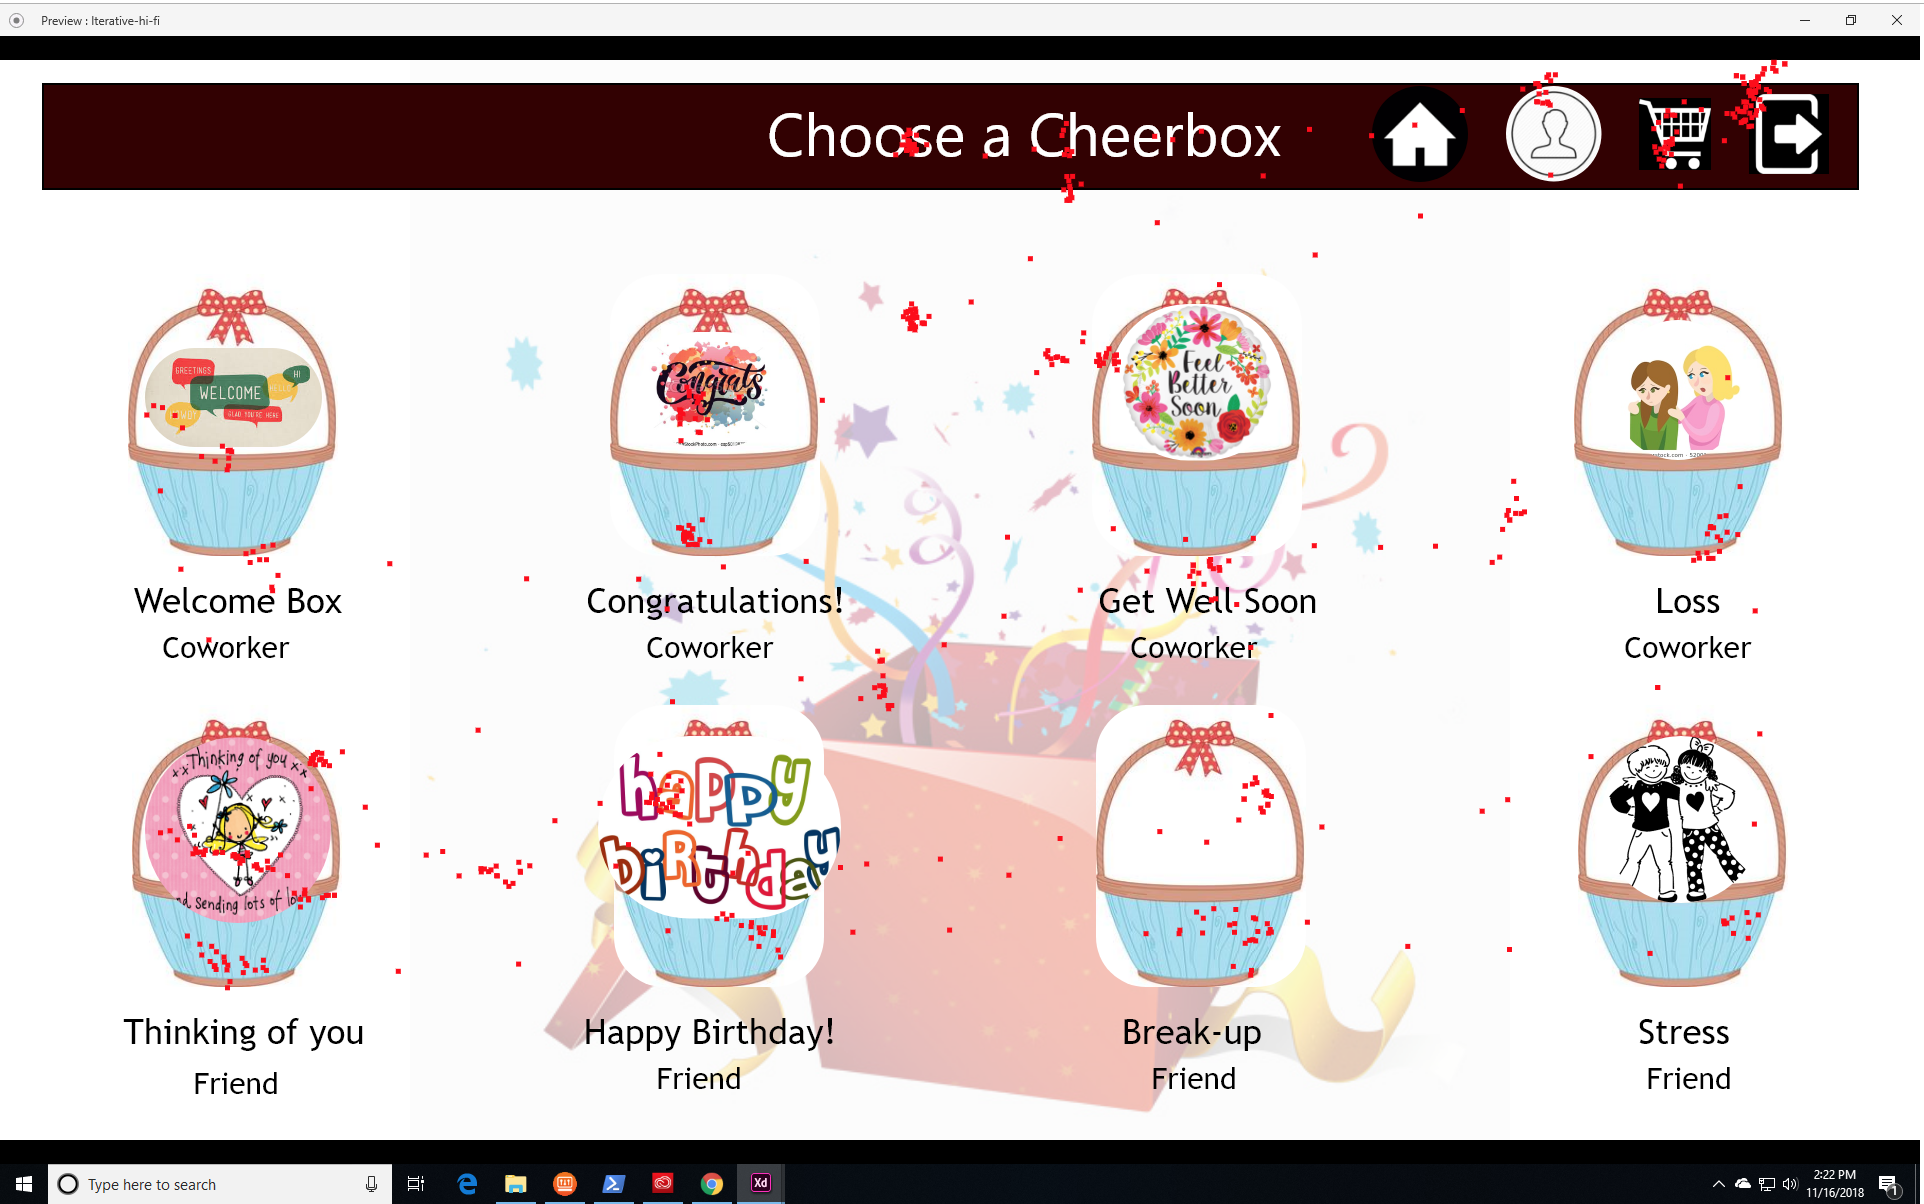 Preview : Iterative-hi-fi
Choose a Cheerbox
GREETINGS
HI
WELCOME
HELLO
GLAD YOU'RE HERE
Congrats
Feel
Better
Soon
Welcome Box
Congratulations!
Get Well Soon
Loss
Coworker
Coworker
Coworker
Coworker
Thinking of you
happy
biRthday
sending lots of
Thinking of you
Happy Birthday!
Break-up
Stress
Friend
Friend
Friend
Friend
Type here to search
Xd
2:22 PM
11/16/2018
1